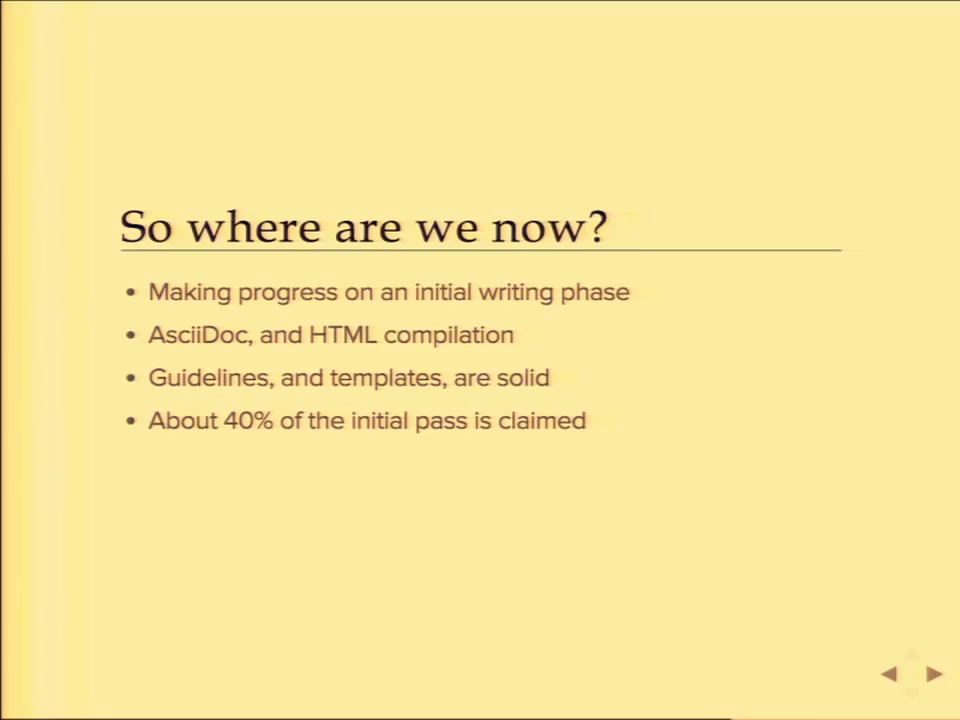 So where are we now?
• Making progress on an initial writing phase
• AsciiDoc, and HTML compilation
• Guidelines, and templates, are solid
• About 40% of the initial pass is claimed